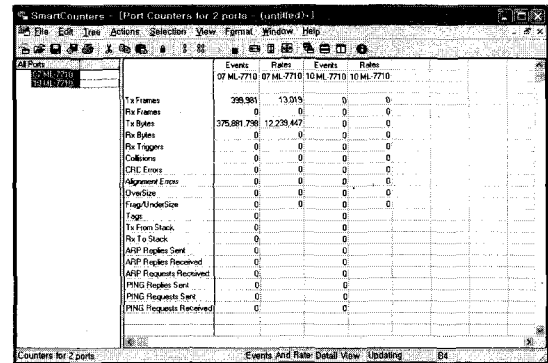 SmartCounters - [Port Counters for 2 ports - (untitled)-]
File Edit Tree Actions Selection View Format Window Help
All Ports
07 ML-7710
10 ML-7710
Events Rates Events Rates
07 ML-7710 07 ML-7710 10 ML-7710 10 ML-7710
Tx Frames 399,981 13,019 0 0
Rx Frames 0 0 0 0
Tx Bytes 375,881,798 12,239,447 0 0
Rx Bytes 0 0 0 0
Rx Triggers 0 0 0 0
Collisions 0 0 0 0
CRC Errors 0 0 0 0
Alignment Errors 0 0 0 0
OverSize 0 0 0 0
Frag/UnderSize 0 0 0 0
Tags 0 0
Tx From Stack 0 0
Rx To Stack 0 0
ARP Replies Sent 0 0
ARP Replies Received 0 0
ARP Requests Received 0 0
PING Replies Sent 0 0
PING Requests Sent 0 0
PING Requests Received 0 0
Counters for 2 ports Events And Rate Detail View Updating B4